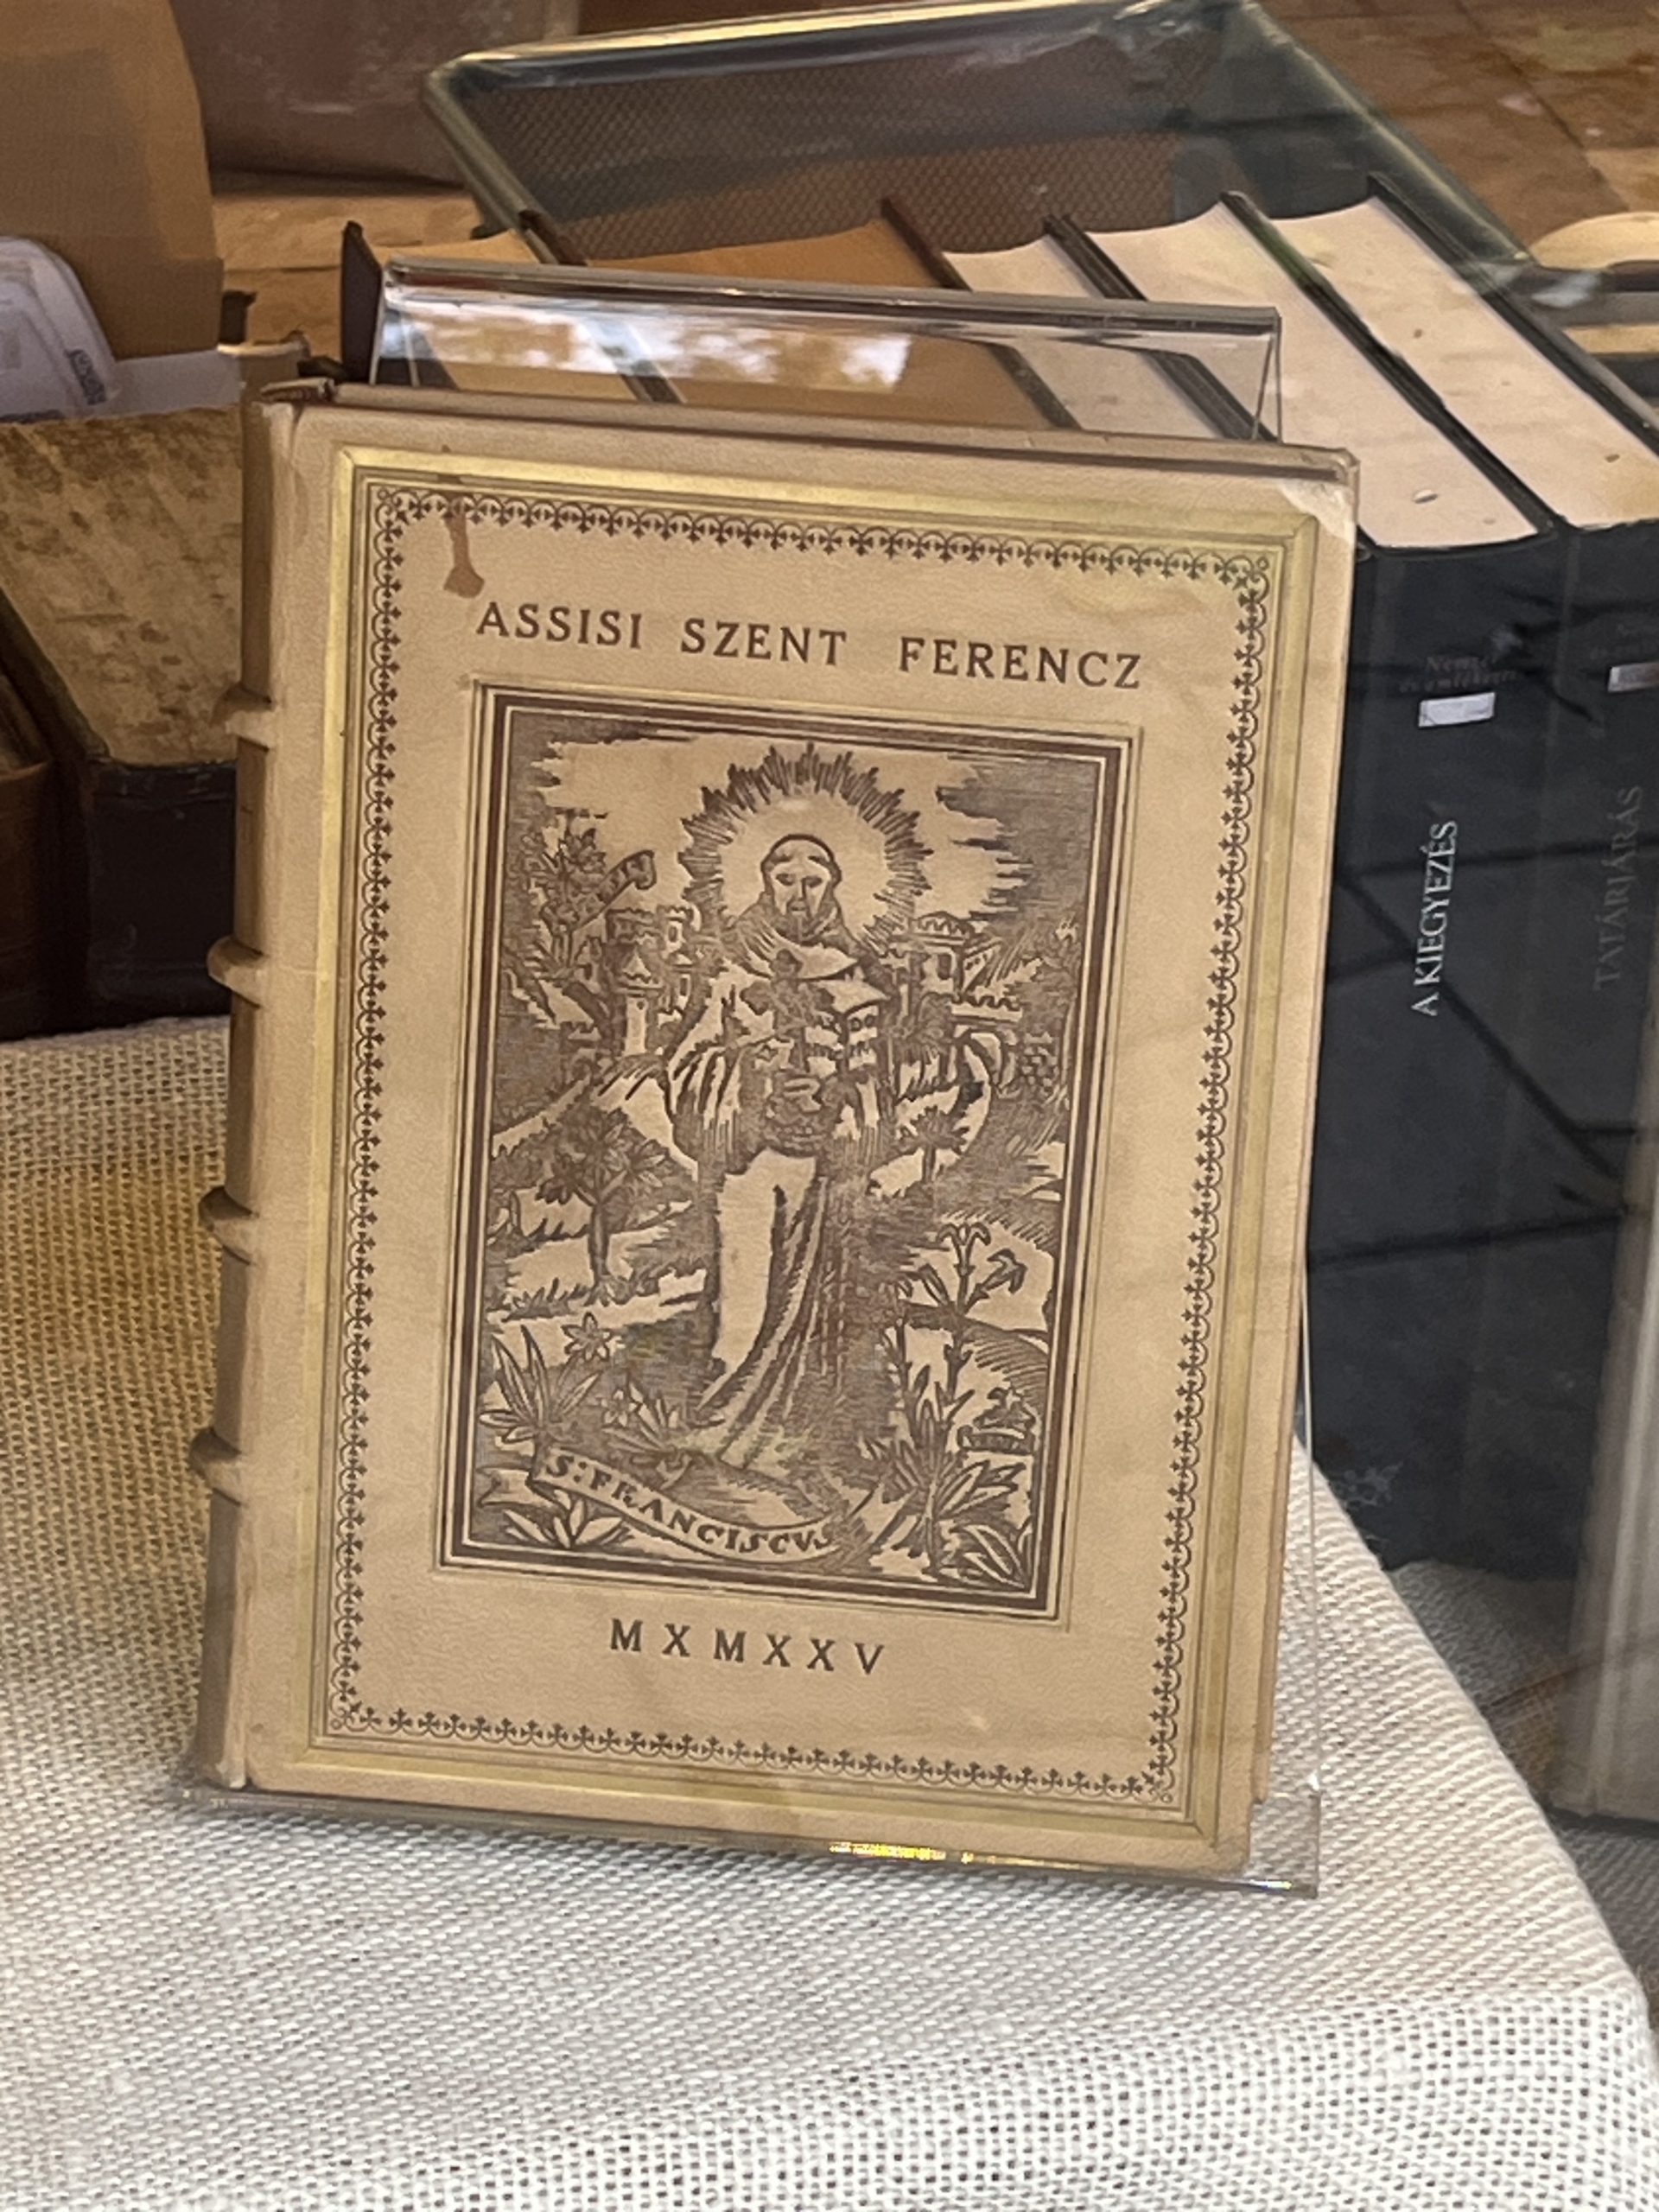 ASSISI SZENT FERENCZ
S: FRANCISCVS
MXMXXV
A KIEGYEZÉS
TATÁRJÁRÁS